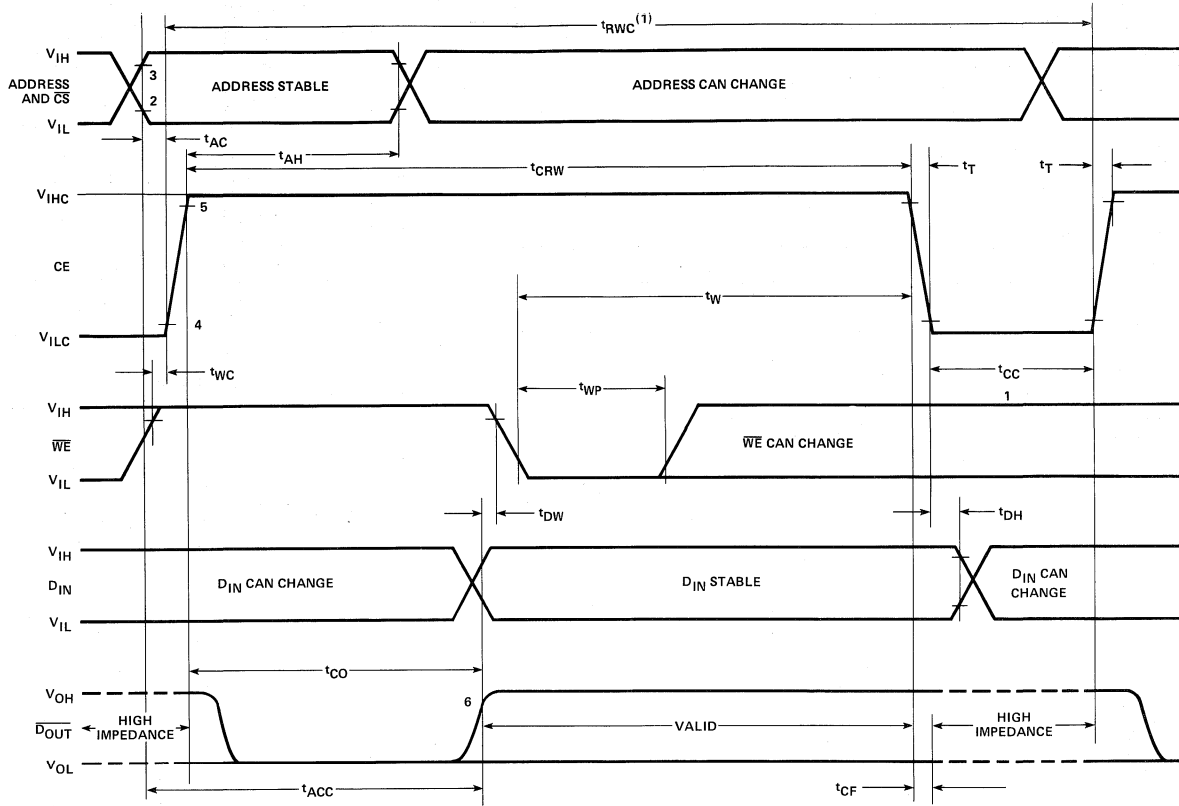 tRWC(1)
VIH
3
ADDRESS AND CS
ADDRESS STABLE
ADDRESS CAN CHANGE
2
VIL
tAC
tAH
tCRW
tT
tT
VIHC
5
CE
tW
4
VILC
tWC
tWP
tCC
VIH
1
WE
WE CAN CHANGE
VIL
tDW
tDH
VIH
DIN
DIN CAN CHANGE
DIN STABLE
DIN CAN
CHANGE
VIL
tCO
VOH
6
DOUT
HIGH
IMPEDANCE
VALID
HIGH
IMPEDANCE
VOL
tACC
tCF